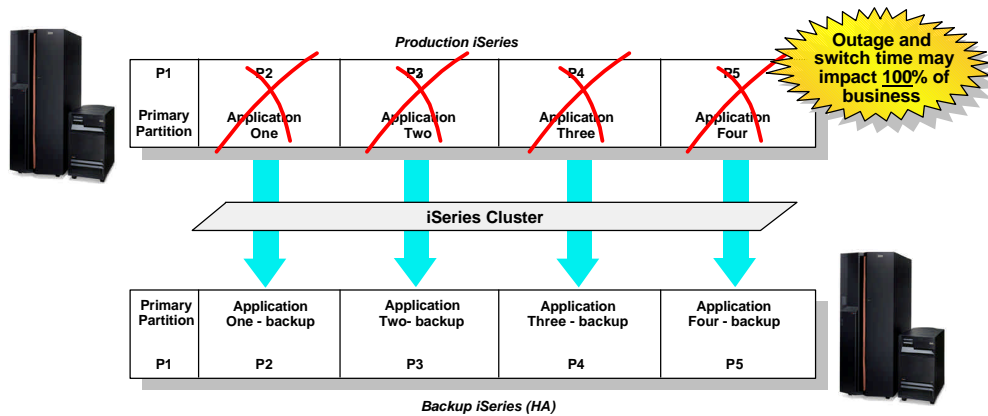 Production iSeries
Outage and
switch time may
impact 100% of
business
P1
P2
P3
P4
P5
Primary
Partition
Application
One
Application
Two
Application
Three
Application
Four
iSeries Cluster
Primary
Partition
Application
One - backup
Application
Two- backup
Application
Three - backup
Application
Four - backup
P1
P2
P3
P4
P5
Backup iSeries (HA)